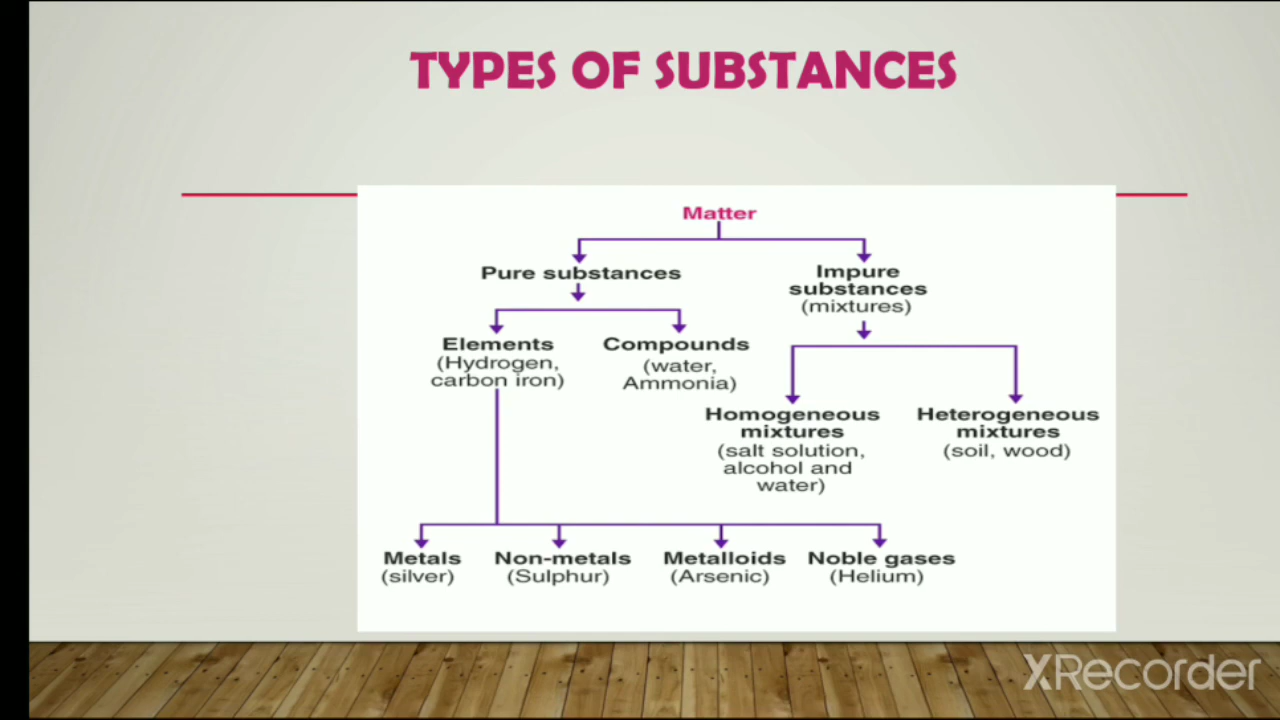 TYPES OF SUBSTANCES
Matter
Pure substances
Impure
substances
(mixtures)
Elements
(Hydrogen,
carbon iron)
Compounds
(water,
Ammonia)
Homogeneous
mixtures
(salt solution,
alcohol and
water)
Heterogeneous
mixtures
(soil, wood)
Metals
(silver)
Non-metals
(Sulphur)
Metalloids
(Arsenic)
Noble gases
(Helium)
XRecorder